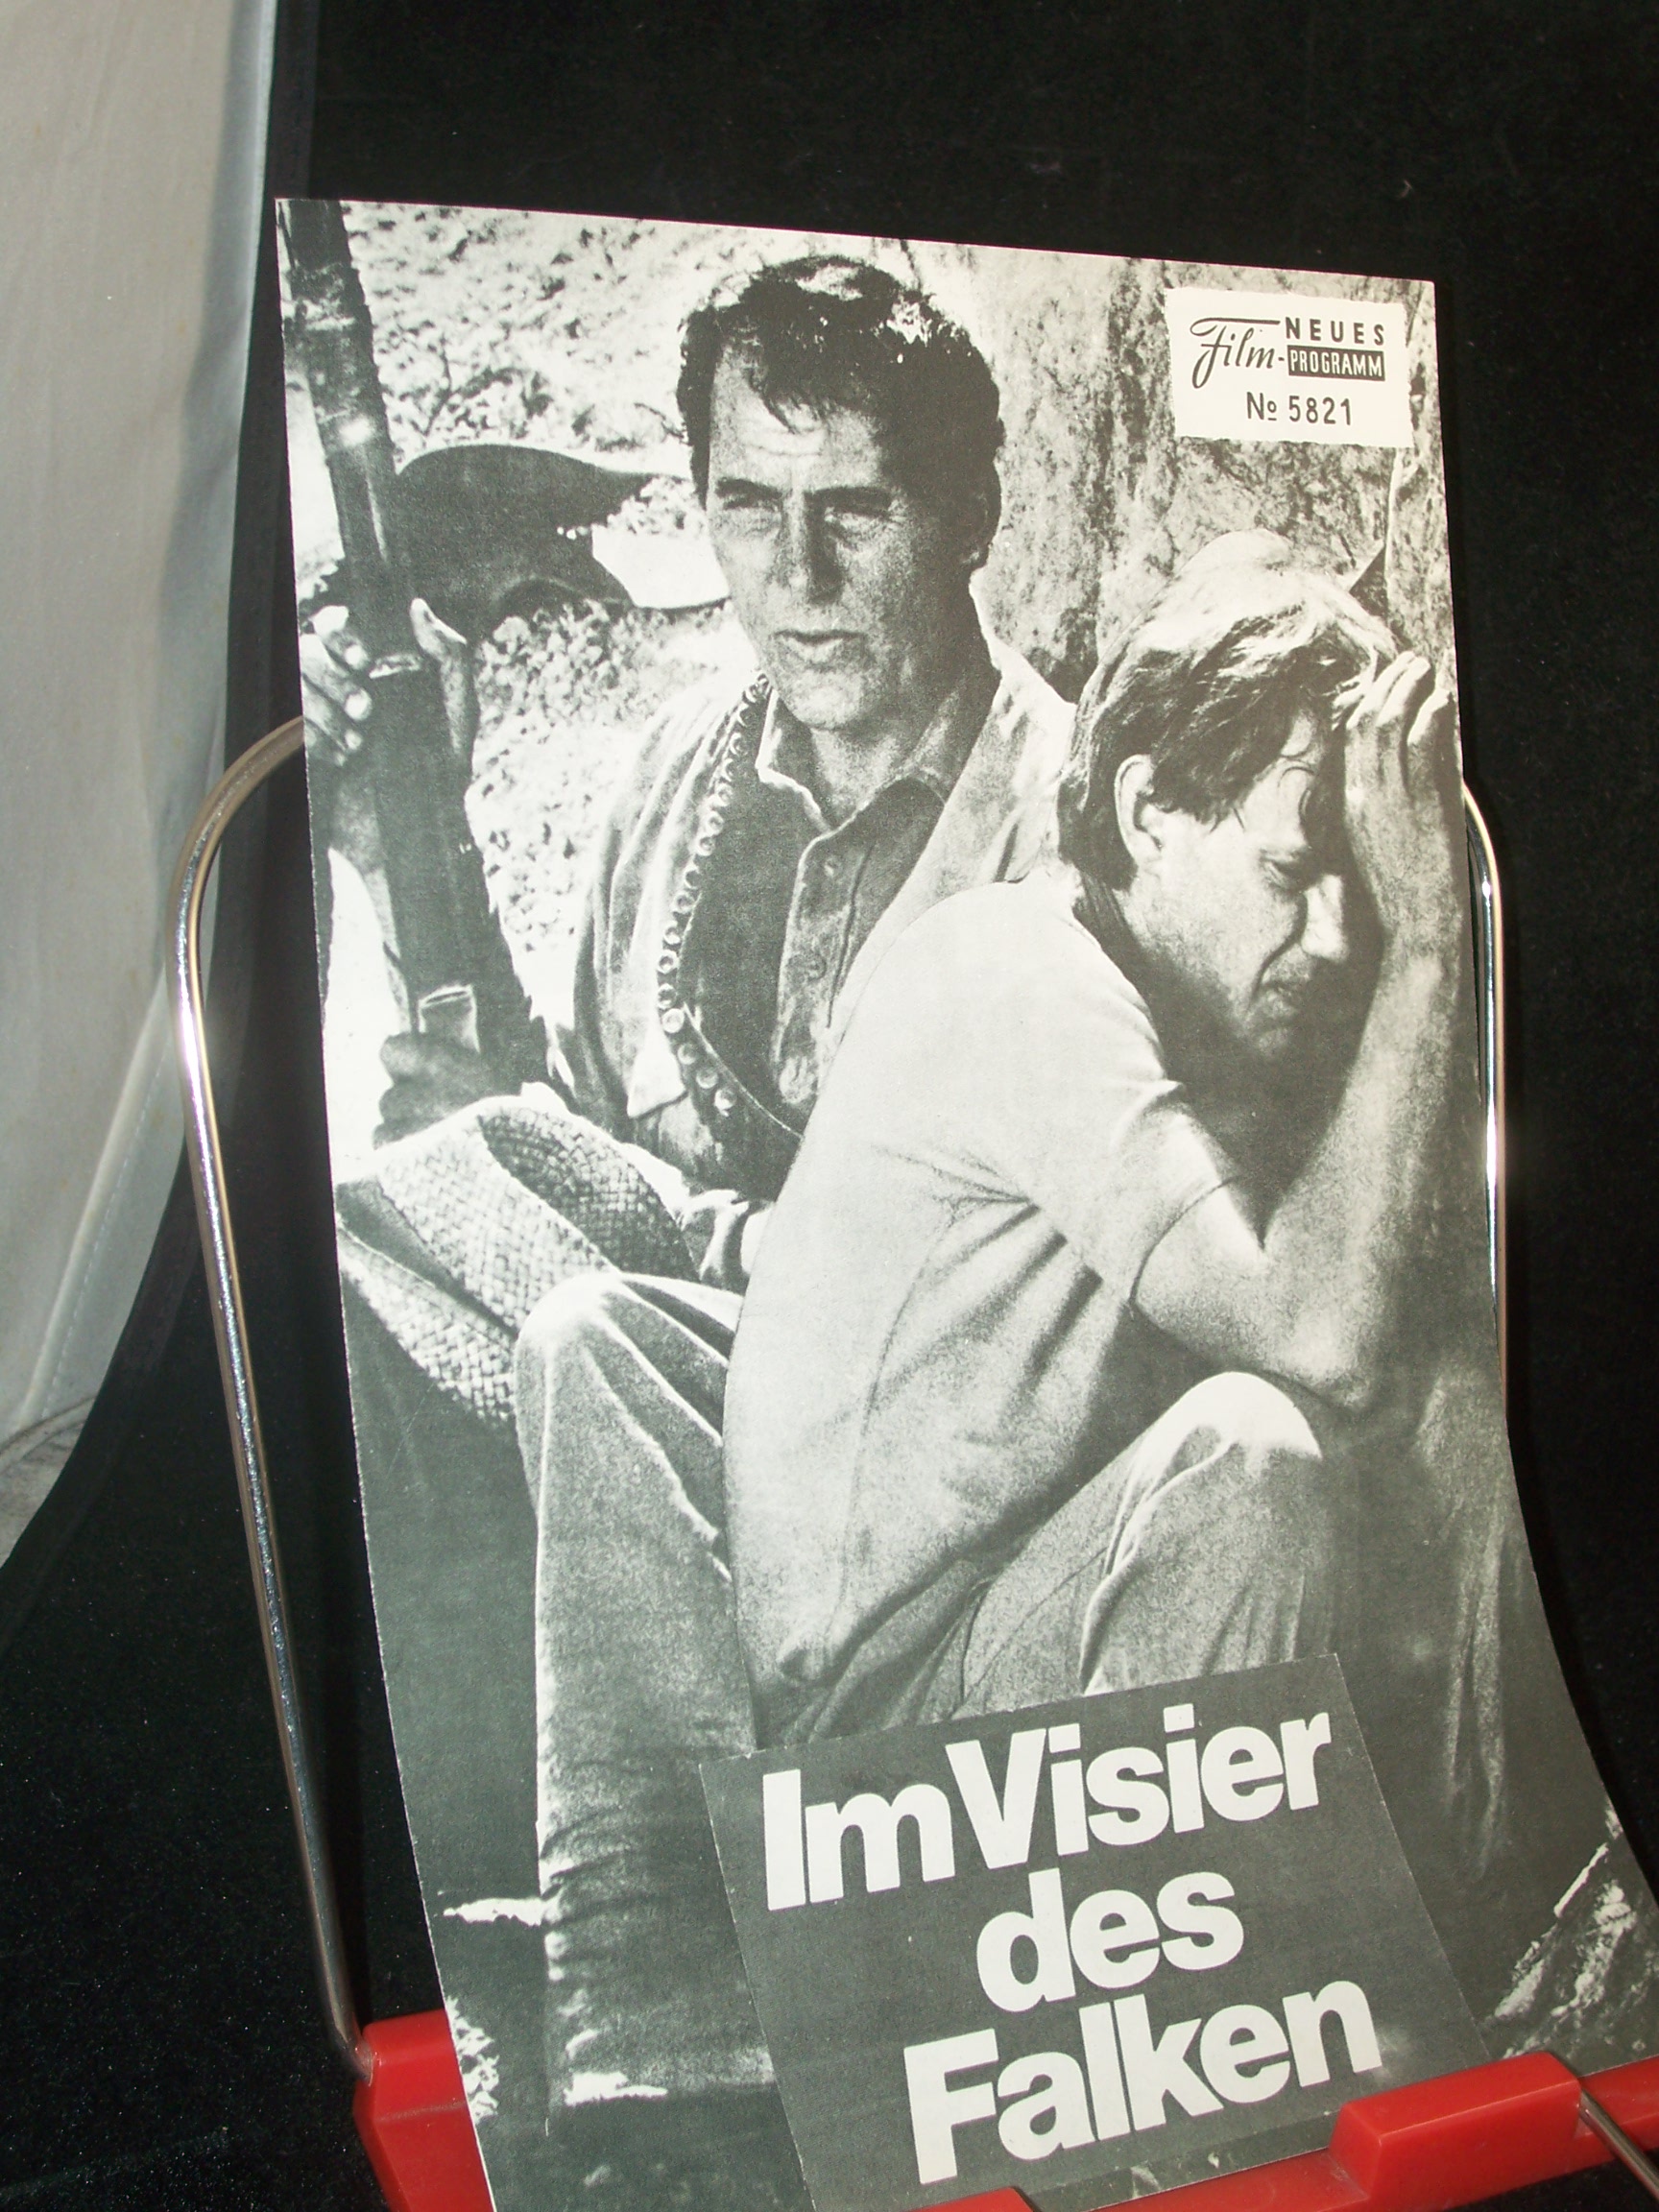 NEUES
Film-PROGRAMM
№ 5821
Im Visier
des
Falken